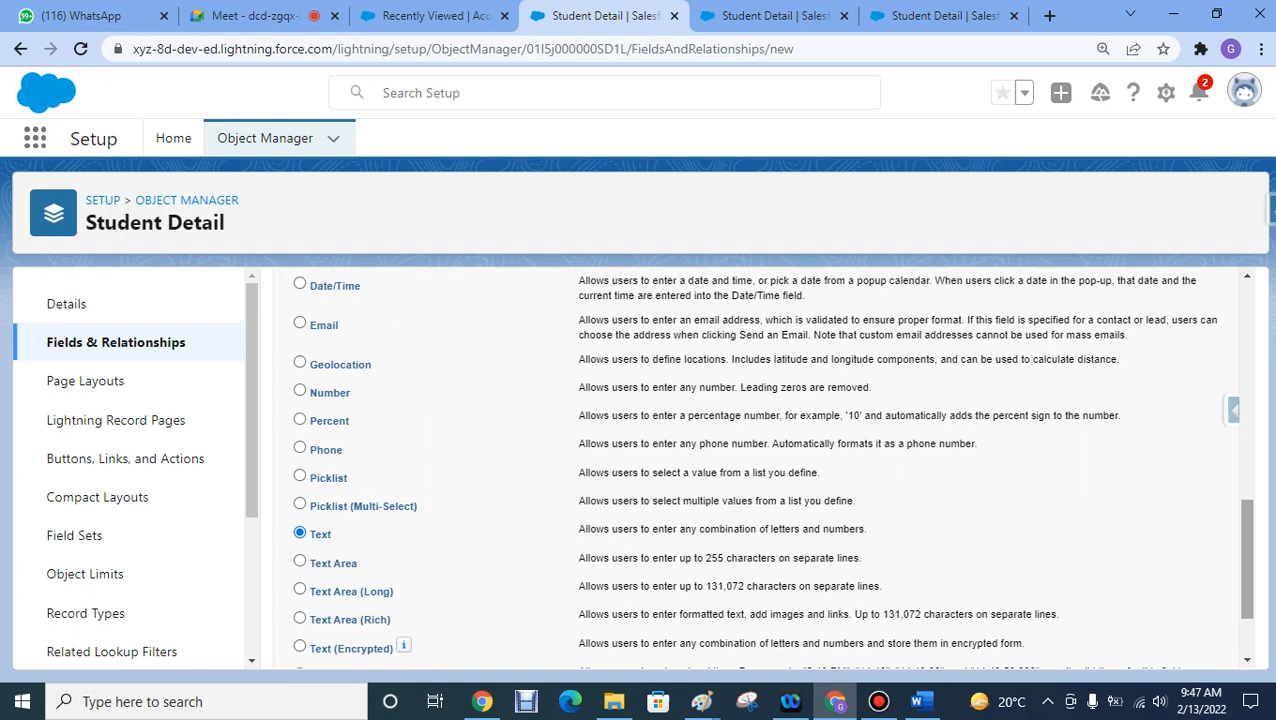 (116) WhatsApp
Meet - dcd-zgqx-
Recently Viewed | Acc
Student Detail | Salesf
Student Detail | Salesf
Student Detail | Salesf
xyz-8d-dev-ed.lightning.force.com/lightning/setup/ObjectManager/01I5j000000SD1L/FieldsAndRelationships/new
G
Search Setup
2
Setup
Home
Object Manager
SETUP > OBJECT MANAGER
Student Detail
Details
Fields & Relationships
Page Layouts
Lightning Record Pages
Buttons, Links, and Actions
Compact Layouts
Field Sets
Object Limits
Record Types
Related Lookup Filters
Date/Time
Allows users to enter a date and time, or pick a date from a popup calendar. When users click a date in the pop-up, that date and the
current time are entered into the Date/Time field.
Email
Allows users to enter an email address, which is validated to ensure proper format. If this field is specified for a contact or lead, users can
choose the address when clicking Send an Email. Note that custom email addresses cannot be used for mass emails.
Geolocation
Allows users to define locations. Includes latitude and longitude components, and can be used to calculate distance.
Number
Allows users to enter any number. Leading zeros are removed.
Percent
Allows users to enter a percentage number, for example, '10' and automatically adds the percent sign to the number.
Phone
Allows users to enter any phone number. Automatically formats it as a phone number.
Picklist
Allows users to select a value from a list you define.
Picklist (Multi-Select)
Allows users to select multiple values from a list you define.
Text
Allows users to enter any combination of letters and numbers.
Text Area
Allows users to enter up to 255 characters on separate lines.
Text Area (Long)
Allows users to enter up to 131,072 characters on separate lines.
Text Area (Rich)
Allows users to enter formatted text, add images and links. Up to 131,072 characters on separate lines.
Text (Encrypted) i
Allows users to enter any combination of letters and numbers and store them in encrypted form.
Type here to search
20°C
9:47 AM
2/13/2022